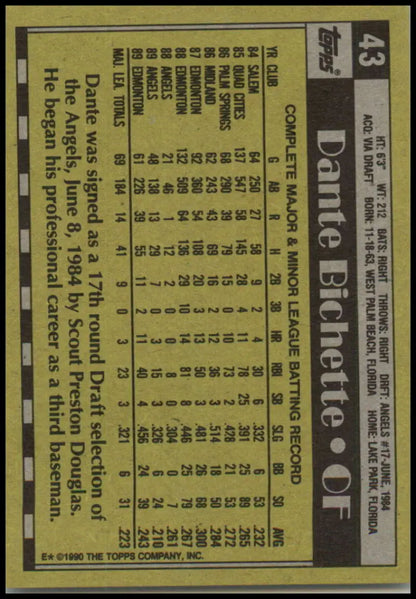 43
Topps
HT: 6'3" WT: 212 BATS: RIGHT THROWS: RIGHT DRFT: ANGELS #17-JUNE, 1984
ACQ: VIA DRAFT BORN: 11-18-63, WEST PALM BEACH, FLORIDA HOME: LAKE PARK, FLORIDA
Dante Bichette • OF
COMPLETE MAJOR & MINOR LEAGUE BATTING RECORD
YR CLUB G AB R H 2B 3B HR RBI SB SLG BB SO AVG
84 SALEM 64 250 27 58 9 2 4 30 6 .332 6 53 .232
85 QUAD CITIES 137 547 58 145 28 4 11 78 25 .391 25 89 .265
86 PALM SPRINGS 68 290 39 79 15 0 10 73 2 .428 21 53 .272
86 MIDLAND 62 243 43 69 16 2 12 36 3 .514 18 50 .284
87 EDMONTON 92 360 54 108 20 3 13 50 3 .481 26 68 .300
88 EDMONTON 132 509 64 136 29 10 14 81 7 .446 25 78 .267
88 ANGELS 21 46 1 12 2 0 0 8 0 .304 0 7 .261
89 ANGELS 48 138 13 29 7 0 3 15 3 .326 6 24 .210
89 EDMONTON 61 226 39 55 11 2 11 40 4 .456 24 39 .243
MAJ. LEA. TOTALS 69 184 14 41 9 0 3 23 3 .321 6 31 .223
Dante was signed as a 17th round Draft selection of
the Angels, June 8, 1984 by Scout Preston Douglas.
He began his professional career as a third baseman.
E* ©1990 THE TOPPS COMPANY, INC.